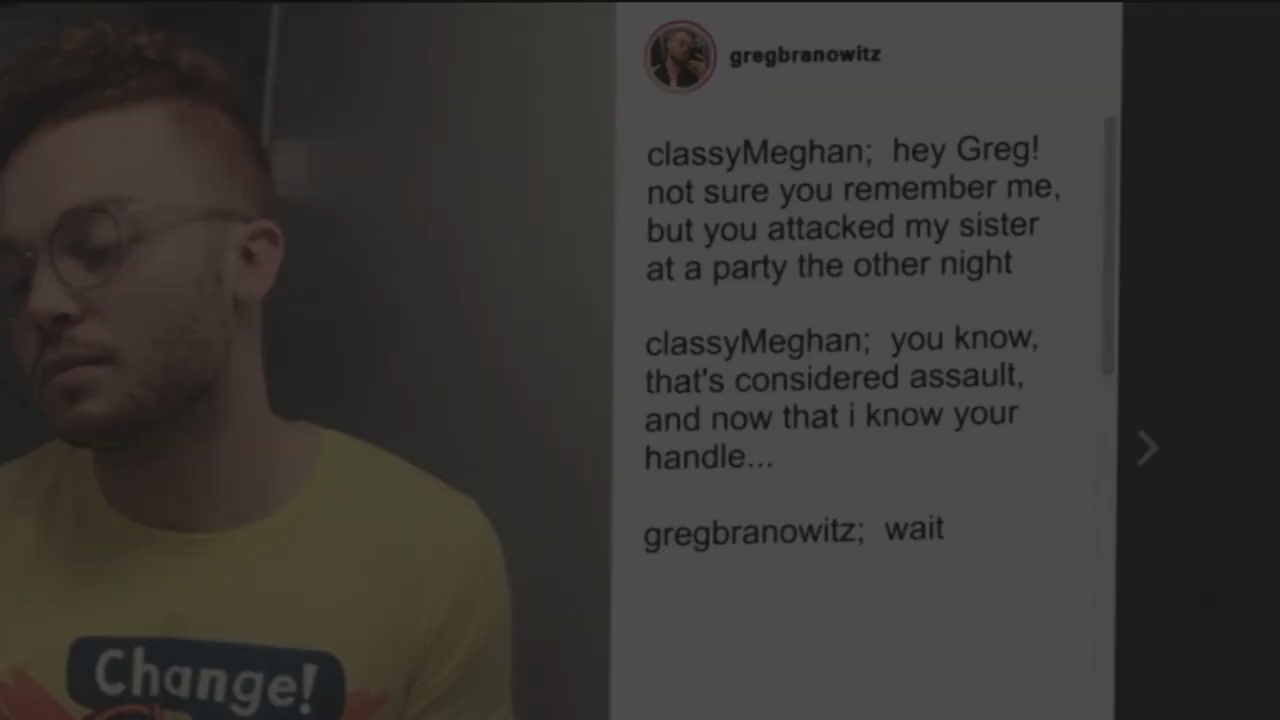 gregbranowitz
classyMeghan;  hey Greg!
not sure you remember me,
but you attacked my sister
at a party the other night
classyMeghan;  you know,
that's considered assault,
and now that i know your
handle...
gregbranowitz;  wait
Change!